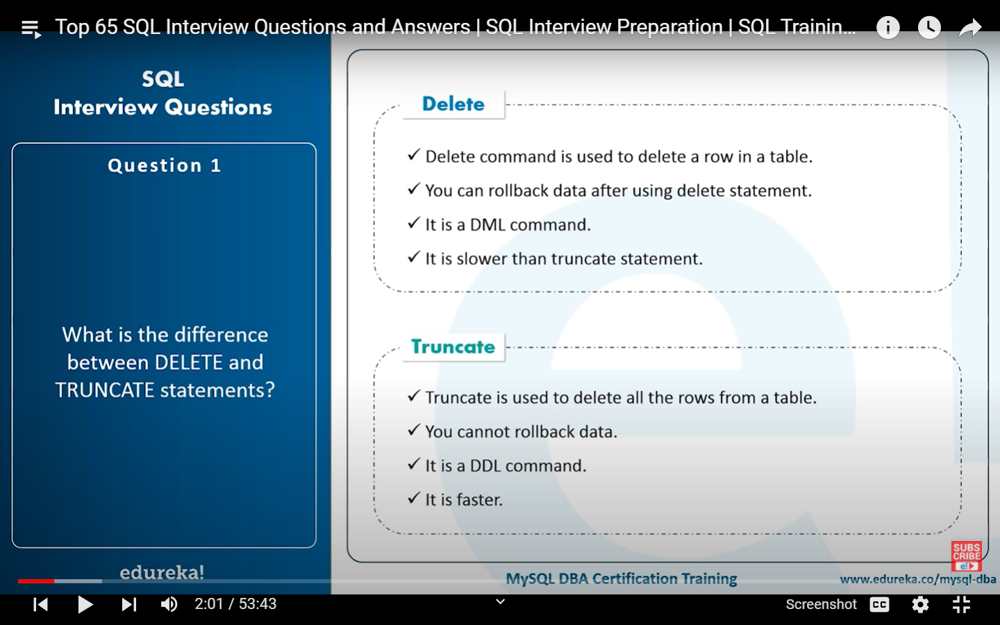 Top 65 SQL Interview Questions and Answers | SQL Interview Preparation | SQL Trainin...
SQL
Interview Questions
Question 1
What is the difference
between DELETE and
TRUNCATE statements?
edureka!
Delete
✓ Delete command is used to delete a row in a table.
✓ You can rollback data after using delete statement.
✓ It is a DML command.
✓ It is slower than truncate statement.
Truncate
✓ Truncate is used to delete all the rows from a table.
✓ You cannot rollback data.
✓ It is a DDL command.
✓ It is faster.
SUBS
CRIBE
e!
MySQL DBA Certification Training
www.edureka.co/mysql-dba
2:01 / 53:43
Screenshot
CC